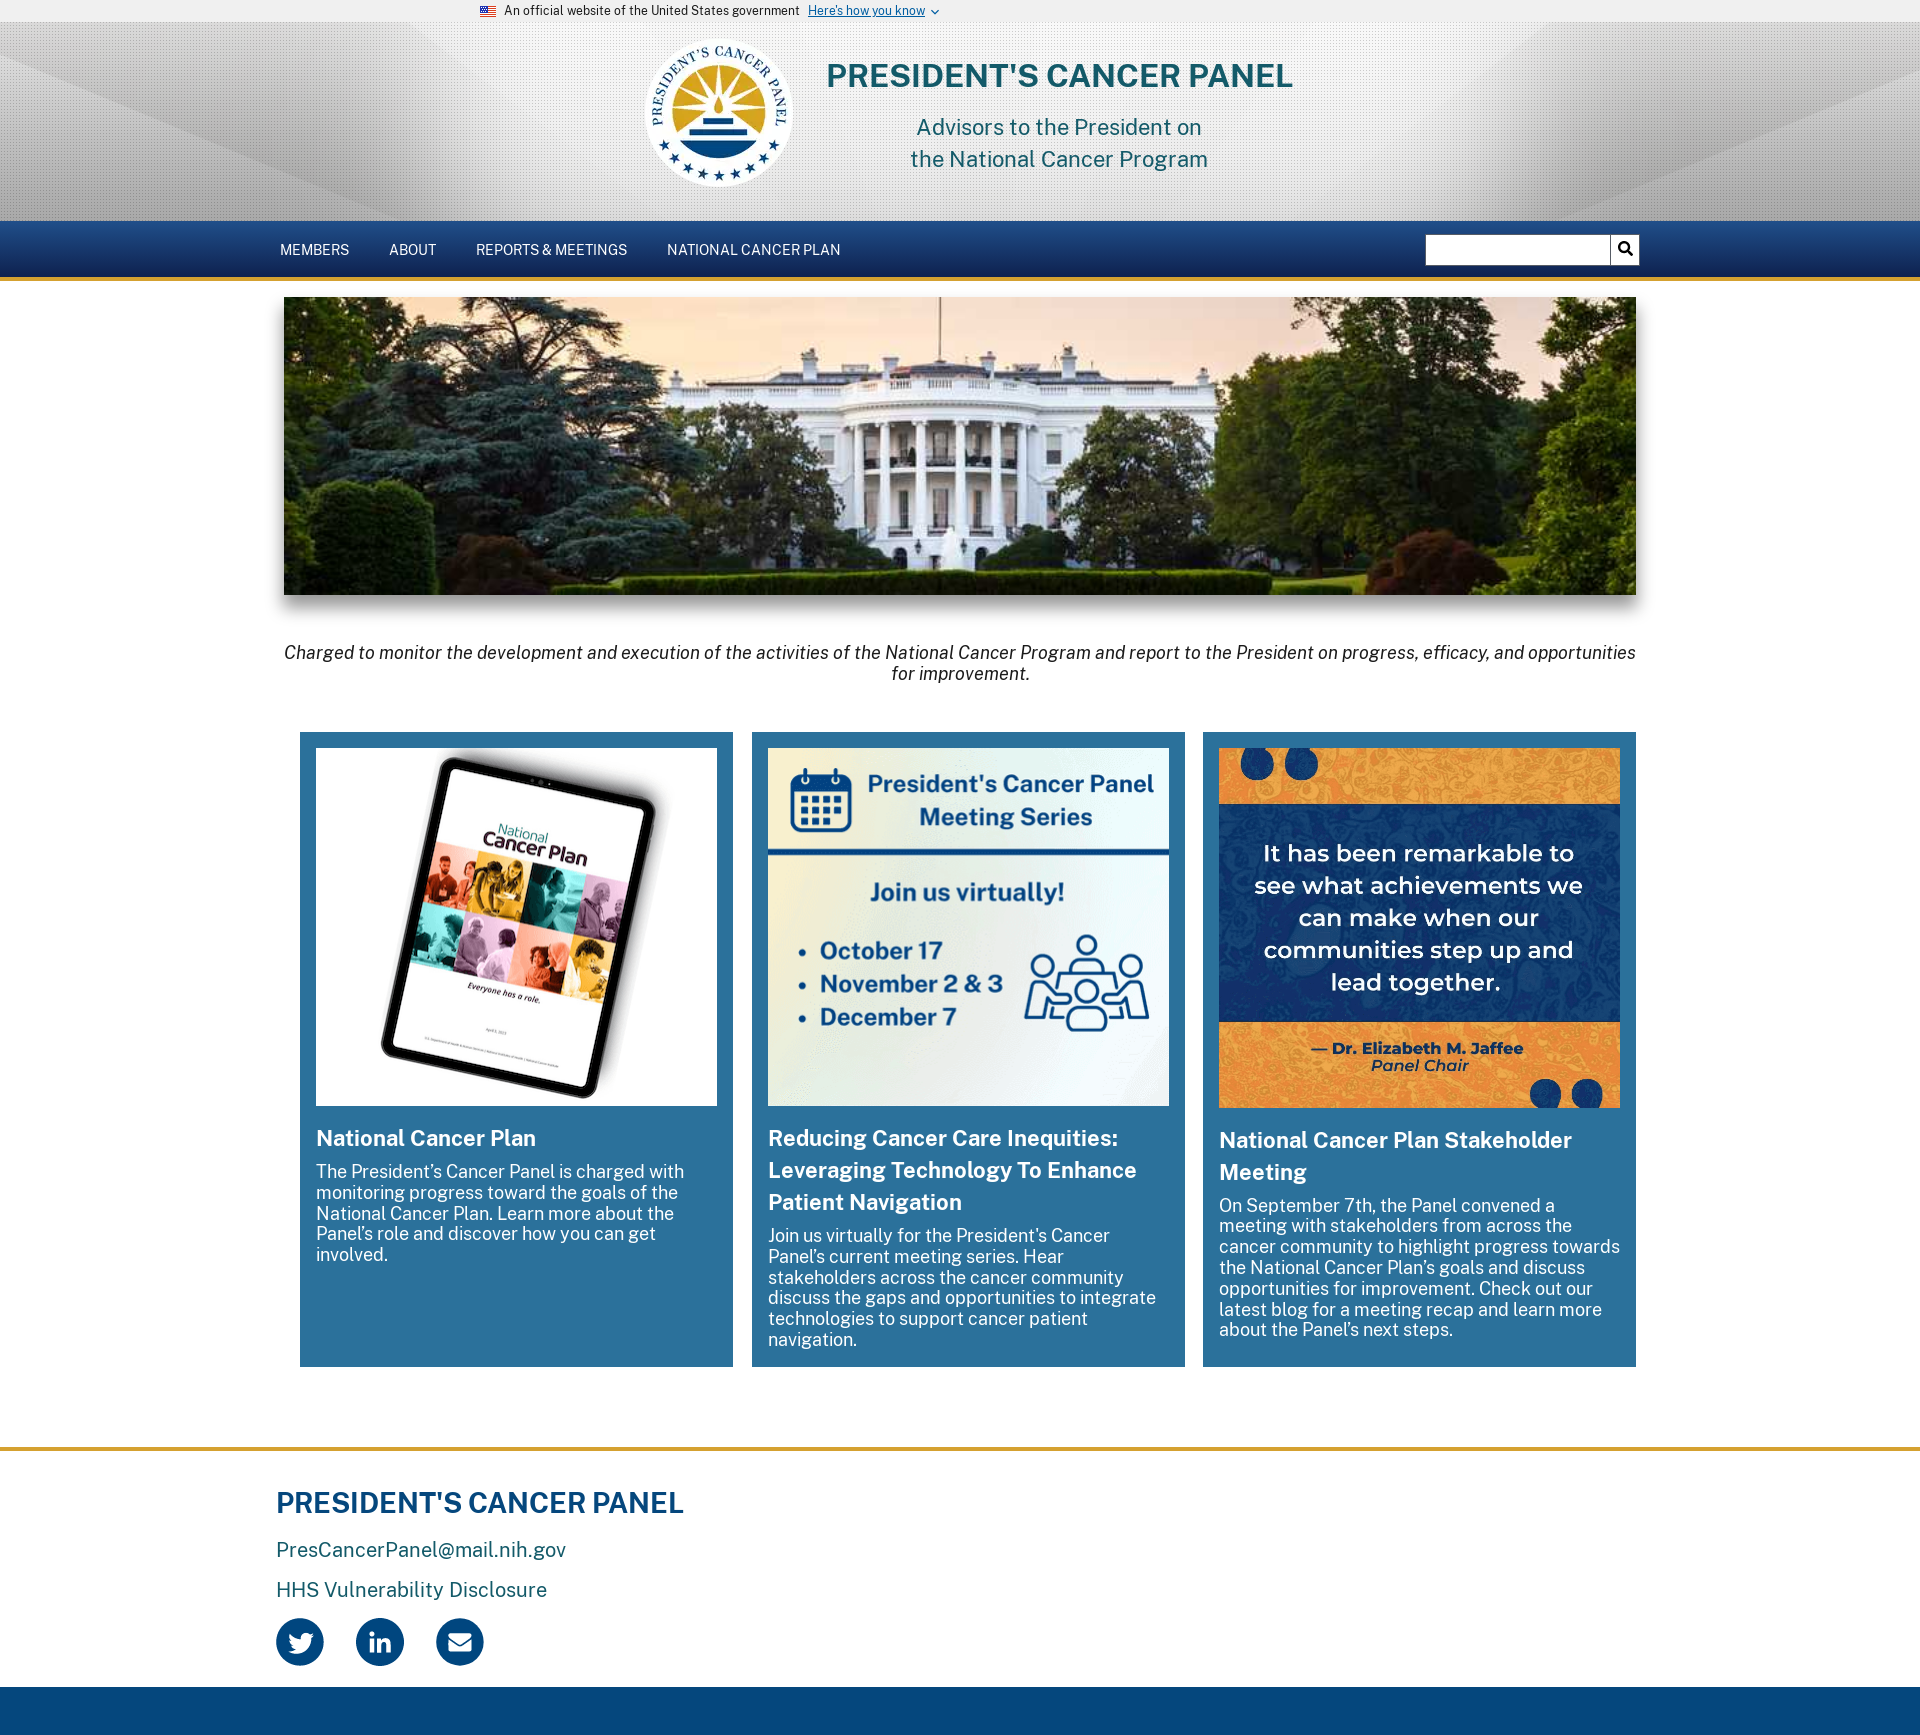 An official website of the United States government Here's how you know
PRESIDENT'S CANCER PANEL
PRESIDENT'S CANCER PANEL
Advisors to the President on
the National Cancer Program
MEMBERS ABOUT REPORTS & MEETINGS NATIONAL CANCER PLAN
Charged to monitor the development and execution of the activities of the National Cancer Program and report to the President on progress, efficacy, and opportunities
for improvement.
National
Cancer Plan
Everyone has a role.
National Cancer Plan
The President’s Cancer Panel is charged with
monitoring progress toward the goals of the
National Cancer Plan. Learn more about the
Panel’s role and discover how you can get
involved.
President's Cancer Panel
Meeting Series
Join us virtually!
• October 17
• November 2 & 3
• December 7
Reducing Cancer Care Inequities:
Leveraging Technology To Enhance
Patient Navigation
Join us virtually for the President's Cancer
Panel’s current meeting series. Hear
stakeholders across the cancer community
discuss the gaps and opportunities to integrate
technologies to support cancer patient
navigation.
It has been remarkable to
see what achievements we
can make when our
communities step up and
lead together.
— Dr. Elizabeth M. Jaffee
Panel Chair
National Cancer Plan Stakeholder
Meeting
On September 7th, the Panel convened a
meeting with stakeholders from across the
cancer community to highlight progress towards
the National Cancer Plan’s goals and discuss
opportunities for improvement. Check out our
latest blog for a meeting recap and learn more
about the Panel’s next steps.
PRESIDENT'S CANCER PANEL
PresCancerPanel@mail.nih.gov
HHS Vulnerability Disclosure
in